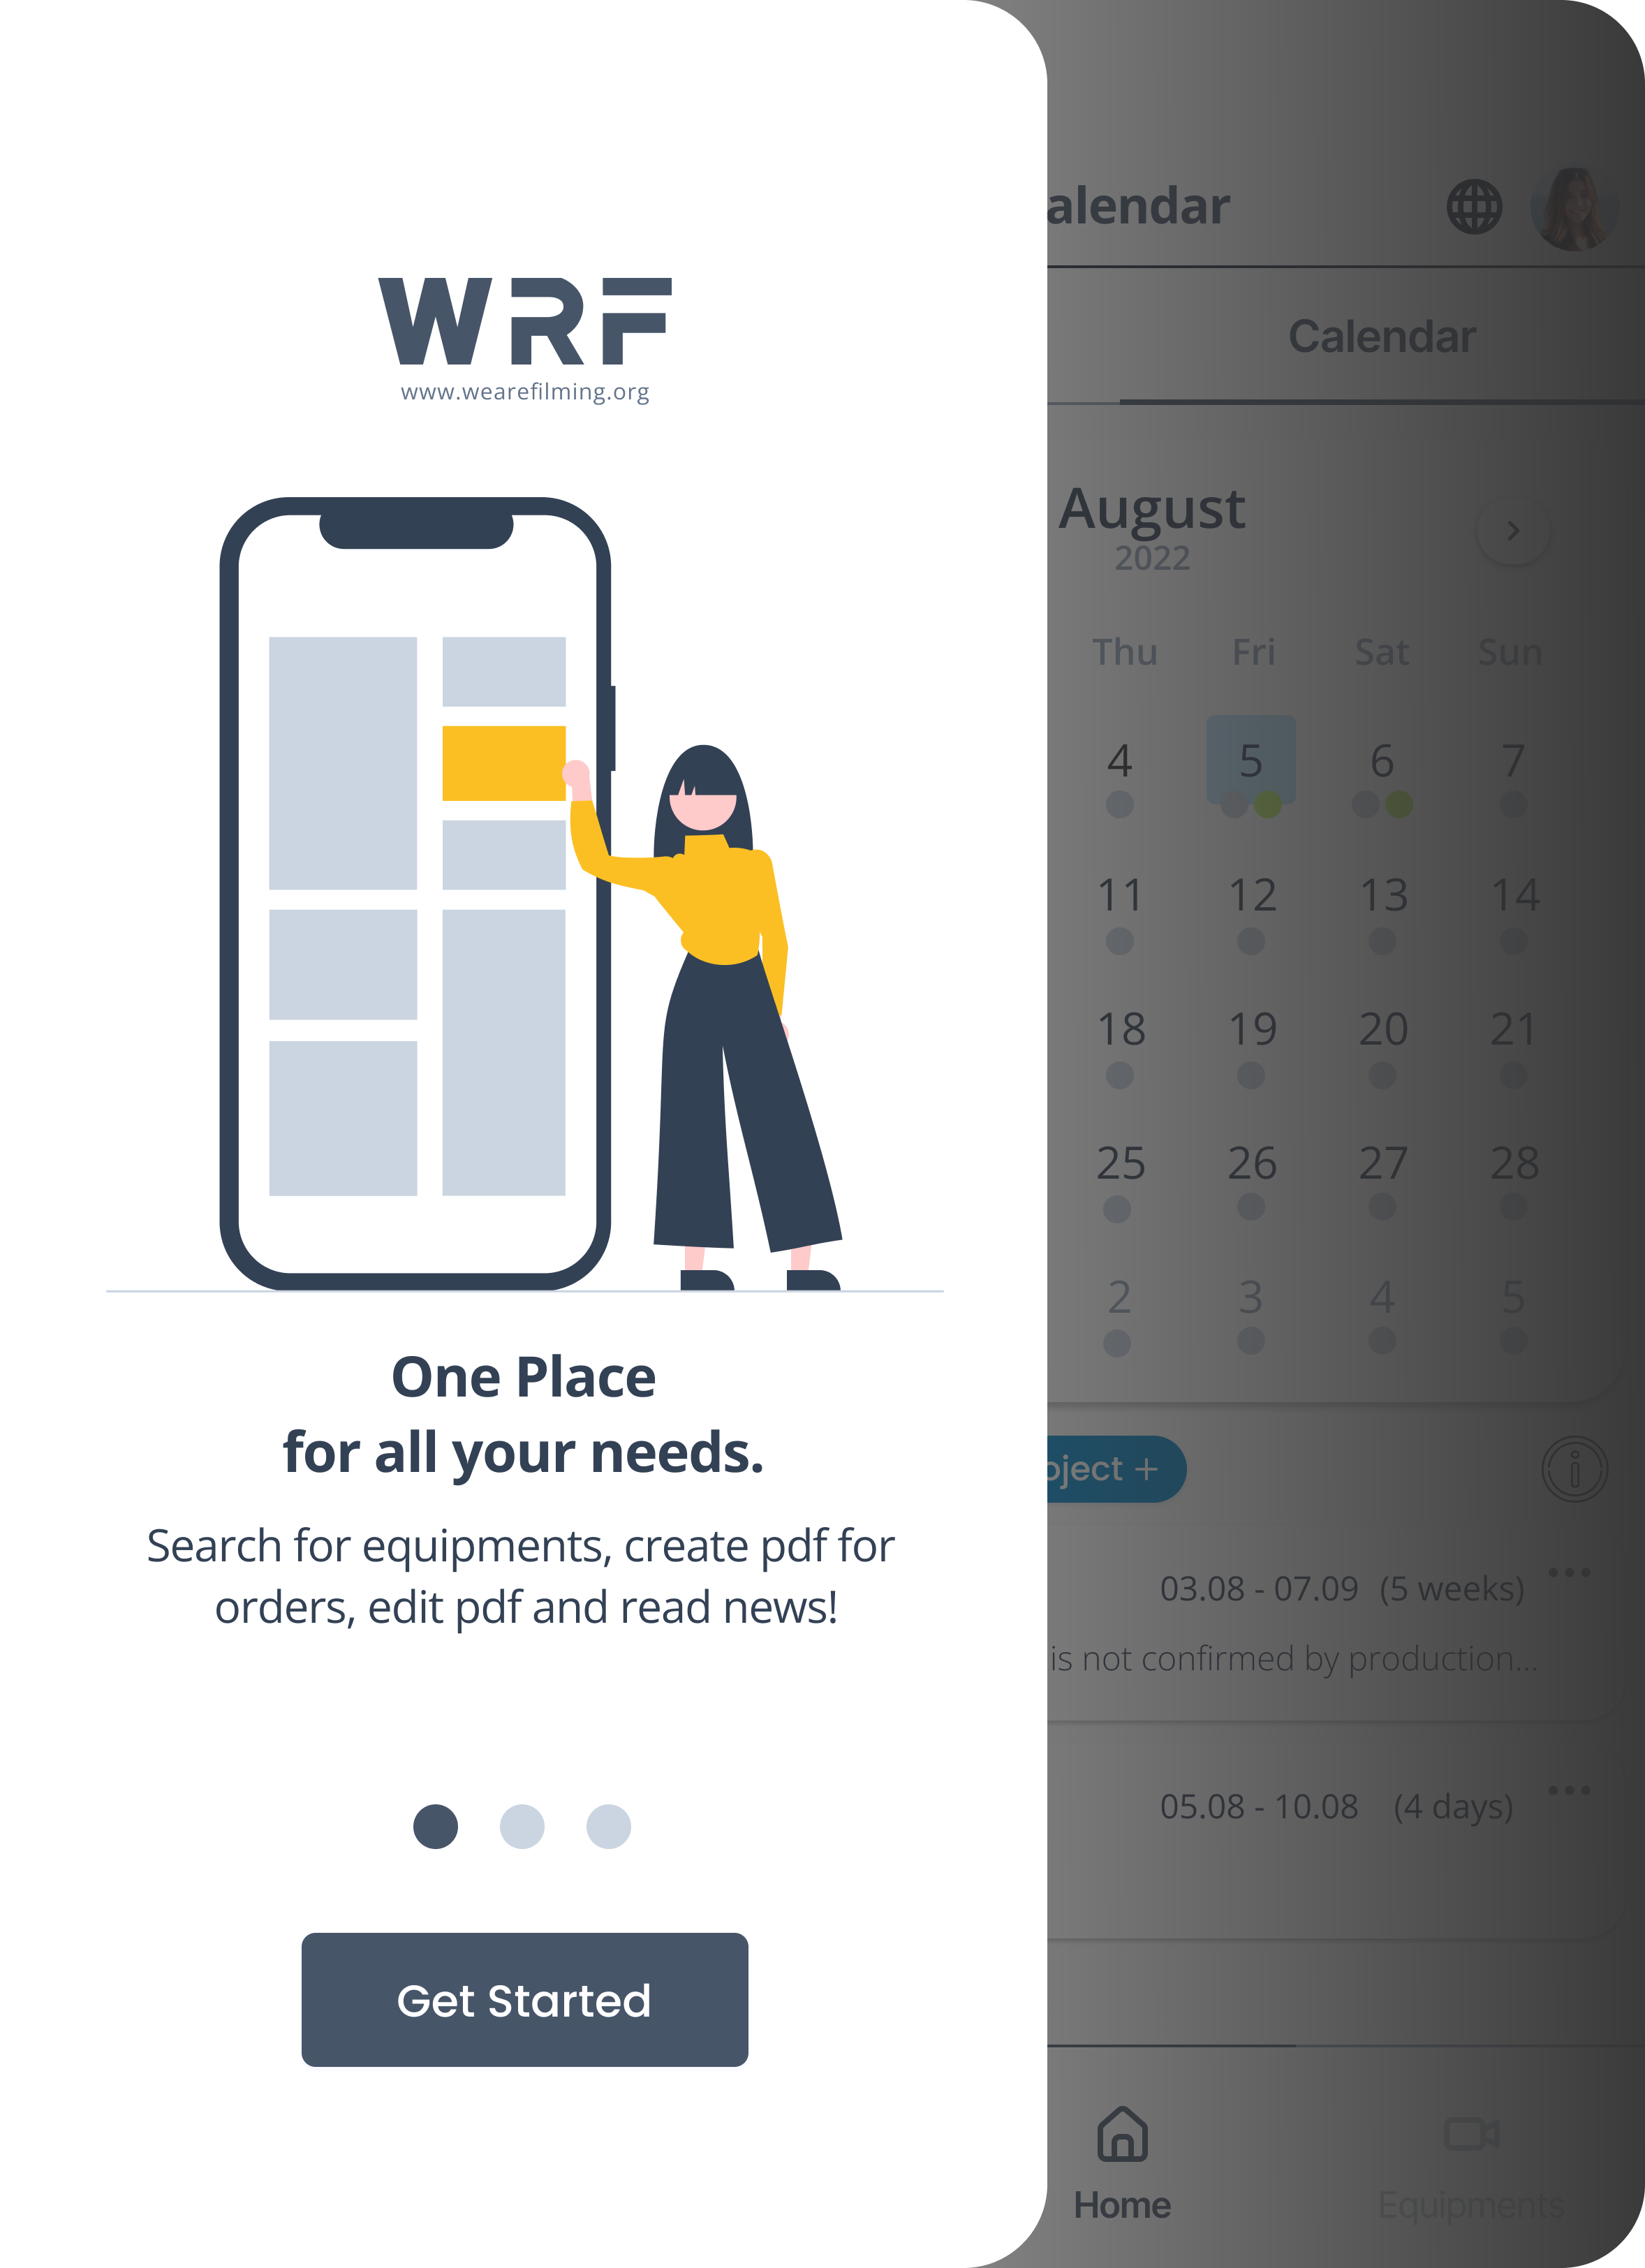 WRF
www.wearefilming.org
One Place
for all your needs.
Search for equipments, create pdf for
orders, edit pdf and read news!
Get Started
alendar
Calendar
August
2022
Thu Fri Sat Sun
4 5 6 7
11 12 13 14
18 19 20 21
25 26 27 28
2 3 4 5
oject +
03.08 - 07.09 (5 weeks)
is not confirmed by production...
05.08 - 10.08 (4 days)
Home Equipments